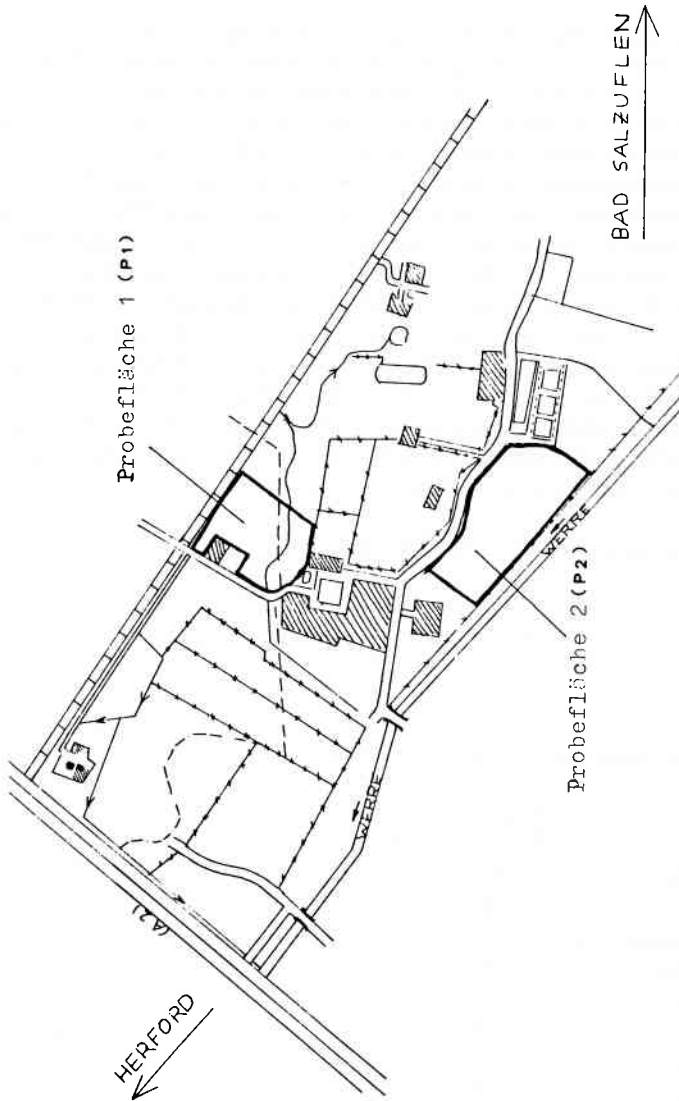 Probefläche 1 (P1)
BAD SALZUFLEN
WERRE
Probefläche 2 (P2)
WERRE
(A2)
HERFORD